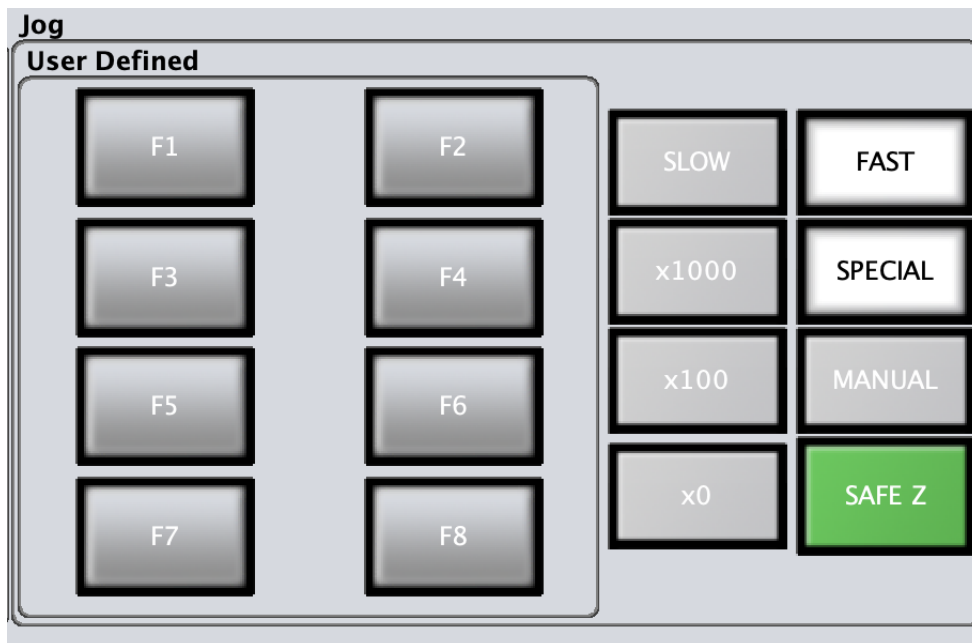 Jog
User Defined
F1 F2
F3 F4
F5 F6
F7 F8
SLOW FAST
x1000 SPECIAL
x100 MANUAL
x0 SAFE Z